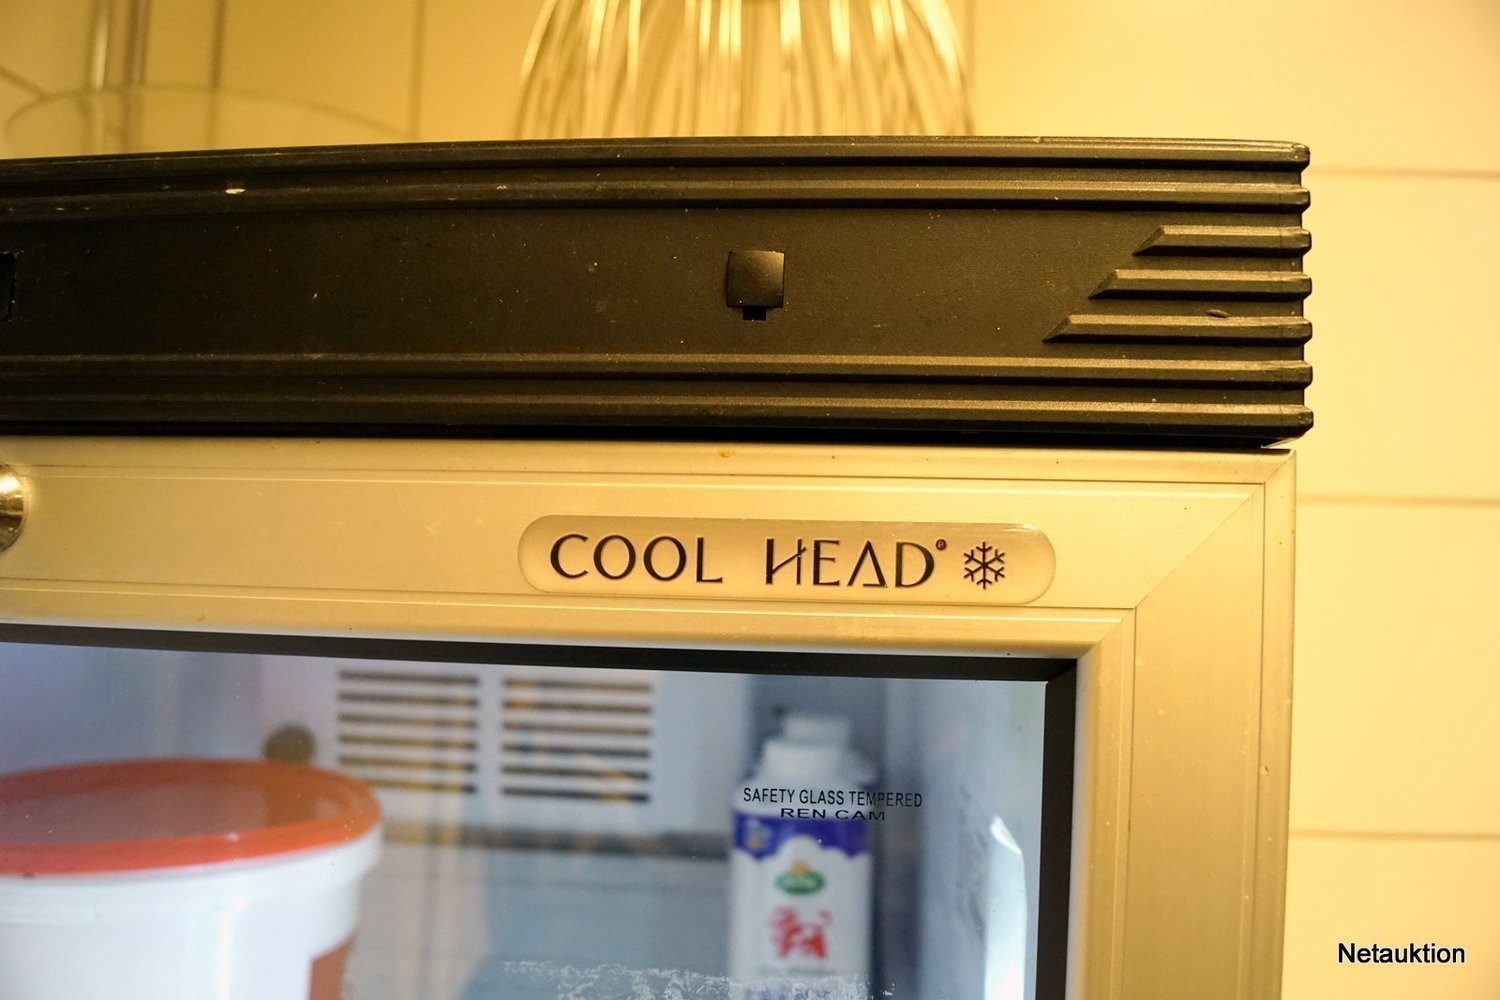 COOL HEAD®
SAFETY GLASS TEMPERED
REN CAM
Netauktion